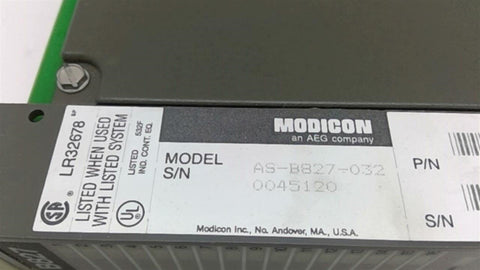 MODICON
an AEG company
MODEL AS-B827-032
S/N 0045120
P/N
S/N
Modicon Inc., No. Andover, MA., U.S.A.
LR32678
LISTED WHEN USED
WITH LISTED SYSTEM
LISTED 532F
IND. CONT. EQ.
UL